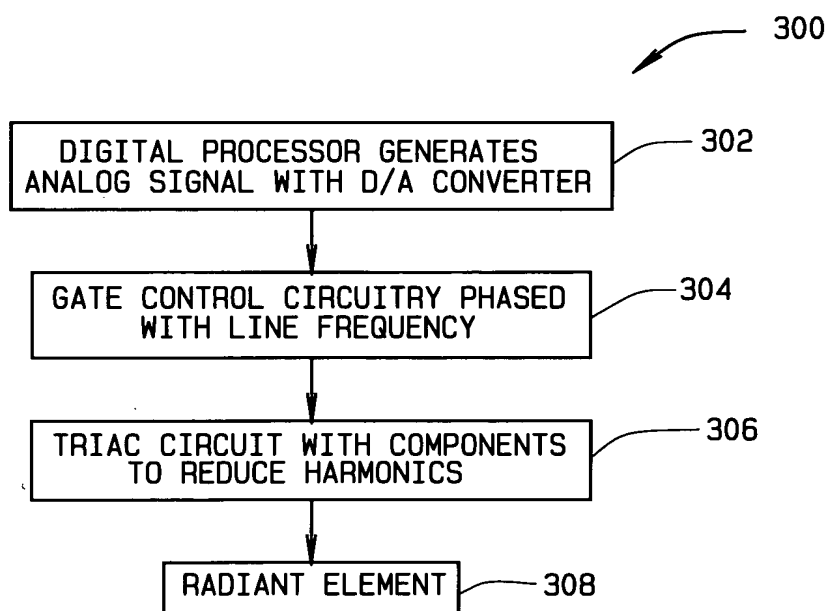 300
DIGITAL PROCESSOR GENERATES
ANALOG SIGNAL WITH D/A CONVERTER
302
GATE CONTROL CIRCUITRY PHASED
WITH LINE FREQUENCY
304
TRIAC CIRCUIT WITH COMPONENTS
TO REDUCE HARMONICS
306
RADIANT ELEMENT
308